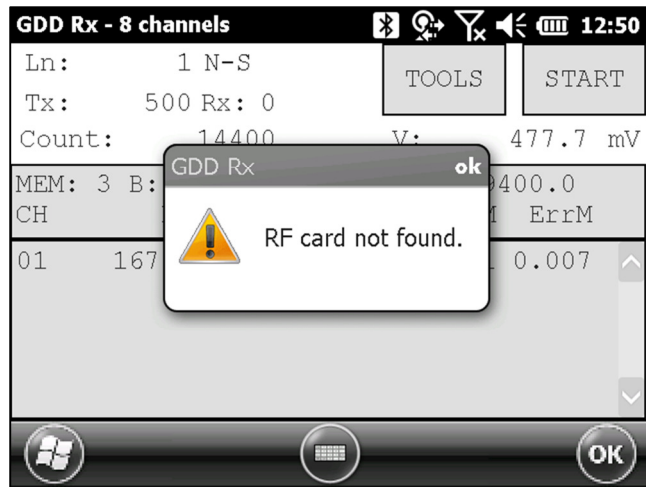 GDD Rx - 8 channels 12:50
Ln: 1 N-S
TOOLS START
Tx: 500 Rx: 0
Count: 14400 V: 477.7 mV
GDD Rx ok
MEM: 3 B: 9400.0
CH ErrM
RF card not found.
01 167 0.007
OK